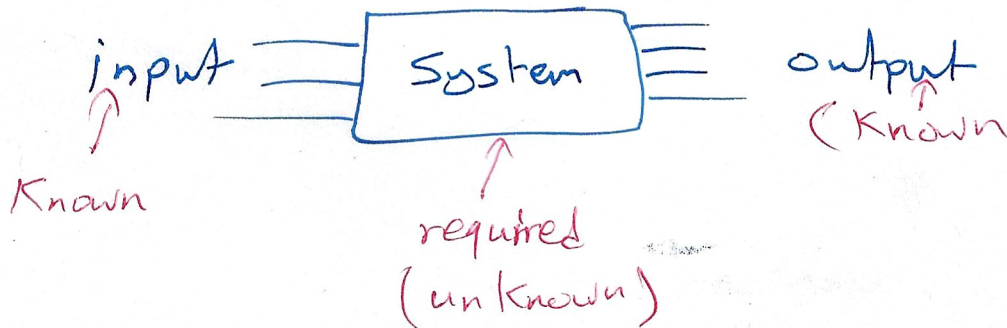 input System output
Known (Known
required
(unknown)